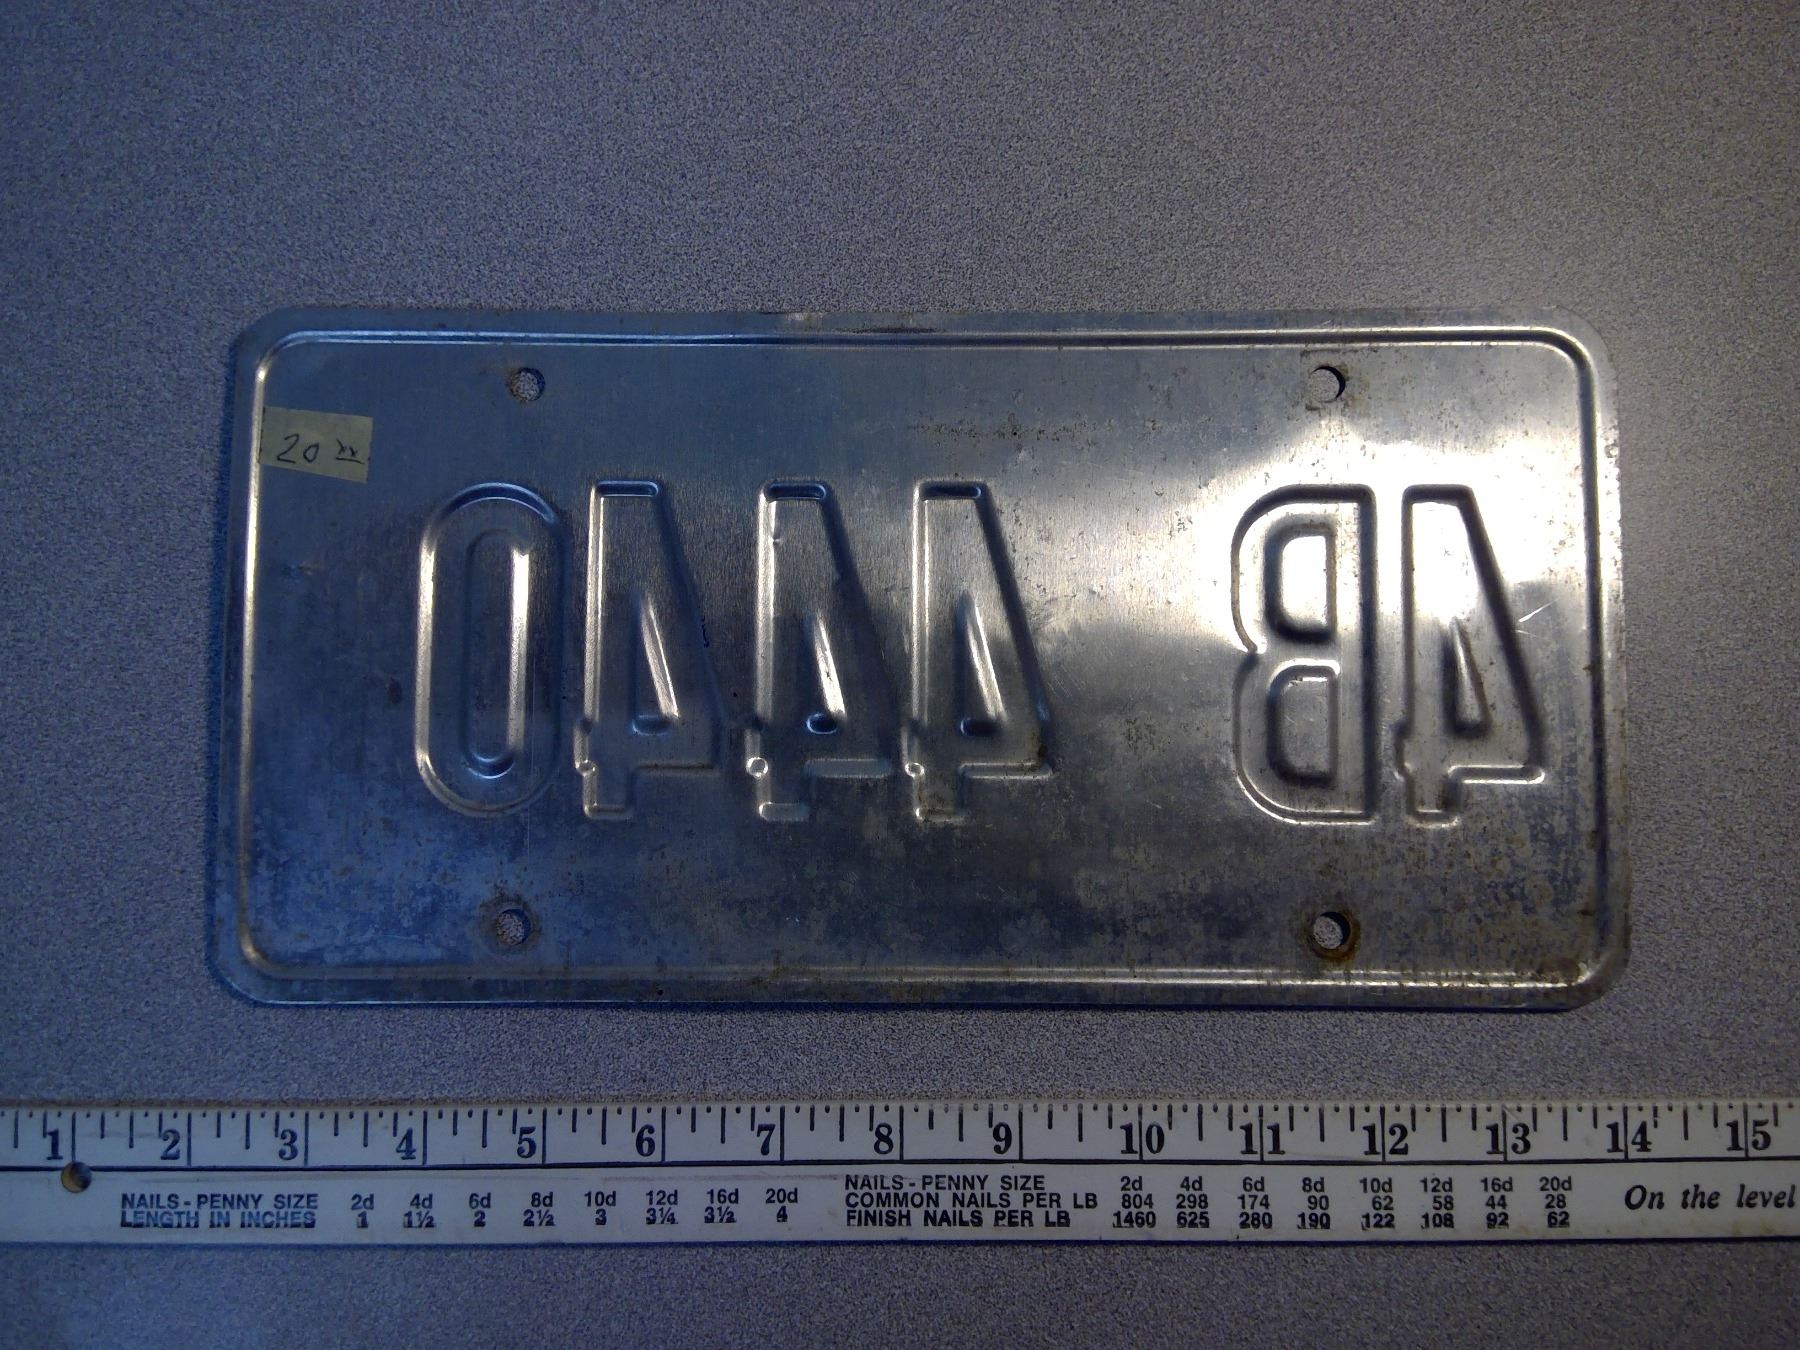 20 xx
4B 4440
1 2 3 4 5 6 7 8 9 10 11 12 13 14 15
NAILS - PENNY SIZE 2d 4d 6d 8d 10d 12d 16d 20d
LENGTH IN INCHES 1 1½ 2 2½ 3 3¼ 3½ 4
NAILS - PENNY SIZE 2d 4d 6d 8d 10d 12d 16d 20d
COMMON NAILS PER LB 804 298 174 90 62 58 44 28
FINISH NAILS PER LB 1460 625 280 190 122 108 92 62
On the level